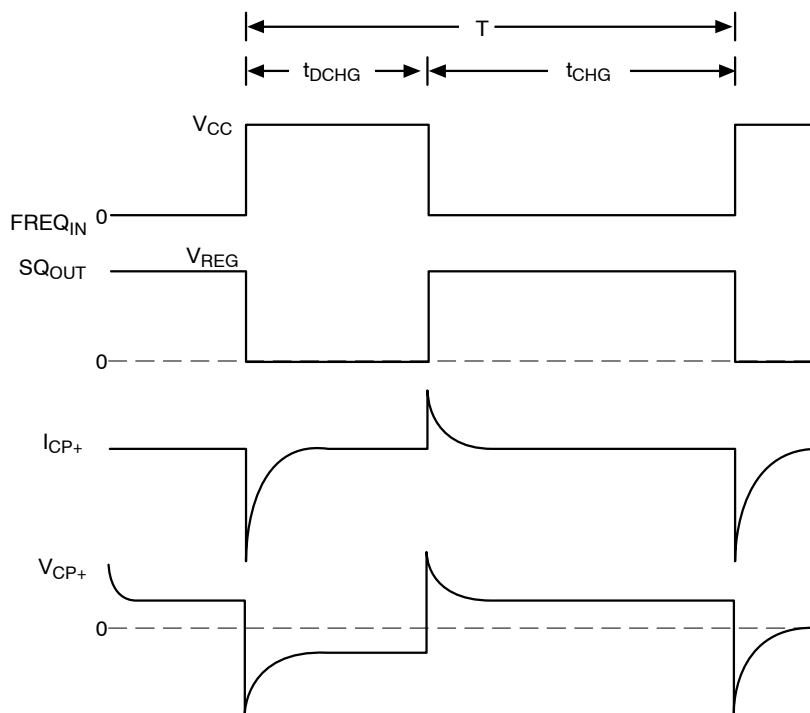 T
tDCHG tCHG
VCC
0
FREQIN
VREG
SQOUT
0
ICP+
VCP+
0